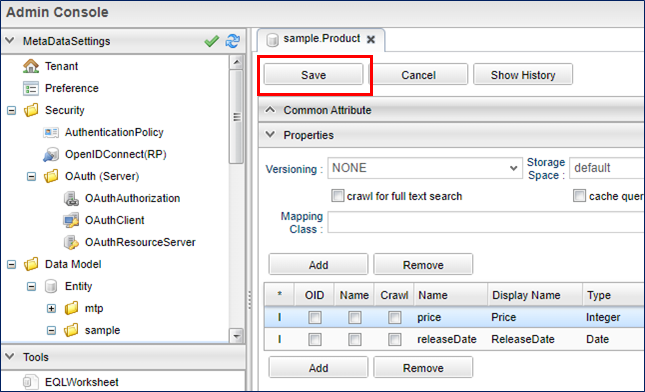 Admin Console
MetaDataSettings
Tenant
Preference
Security
AuthenticationPolicy
OpenIDConnect(RP)
OAuth (Server)
OAuthAuthorization
OAuthClient
OAuthResourceServer
Data Model
Entity
mtp
sample
Tools
EQLWorksheet
sample.Product
Save Cancel Show History
Common Attribute
Properties
Versioning : NONE Storage Space : default
crawl for full text search cache quer
Mapping Class :
Add Remove
* OID Name Crawl Name Display Name Type
I price Price Integer
I releaseDate ReleaseDate Date
Add Remove